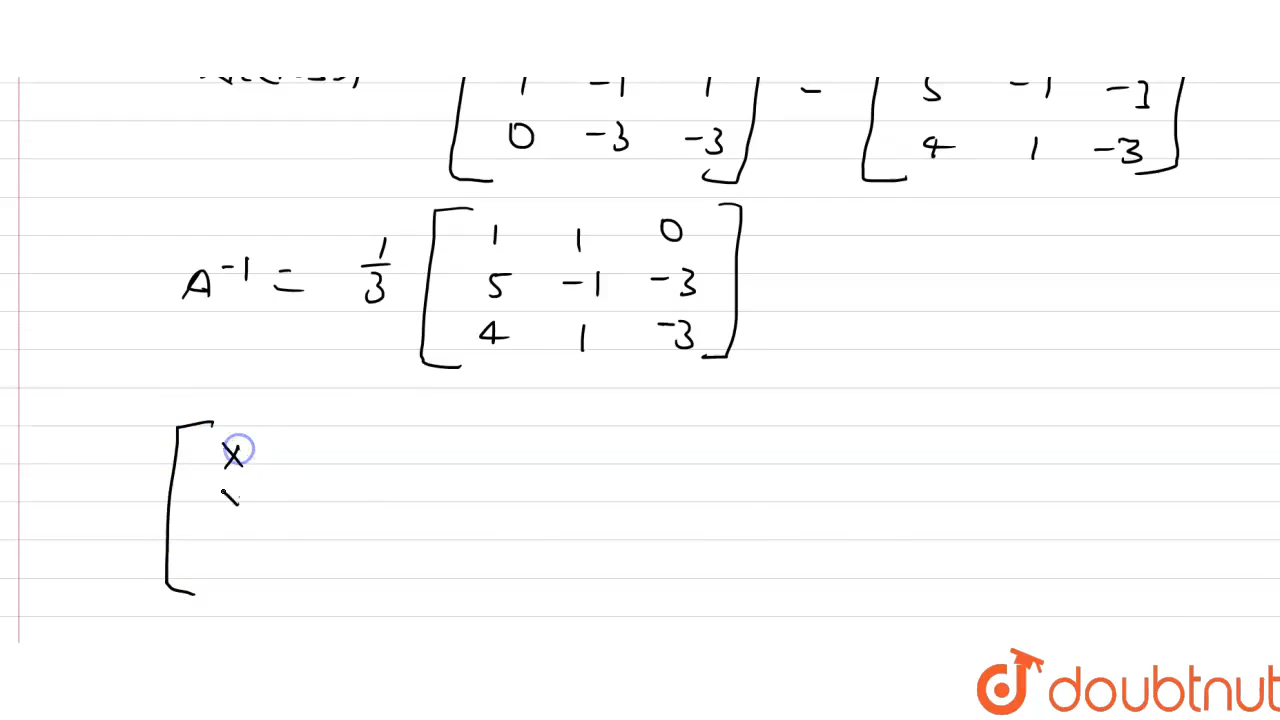 1 -1 1 - 5 -1 -3
0 -3 -3 4 1 -3
1 1 0
A⁻¹ = 1/3 5 -1 -3
4 1 -3
x
doubtnut